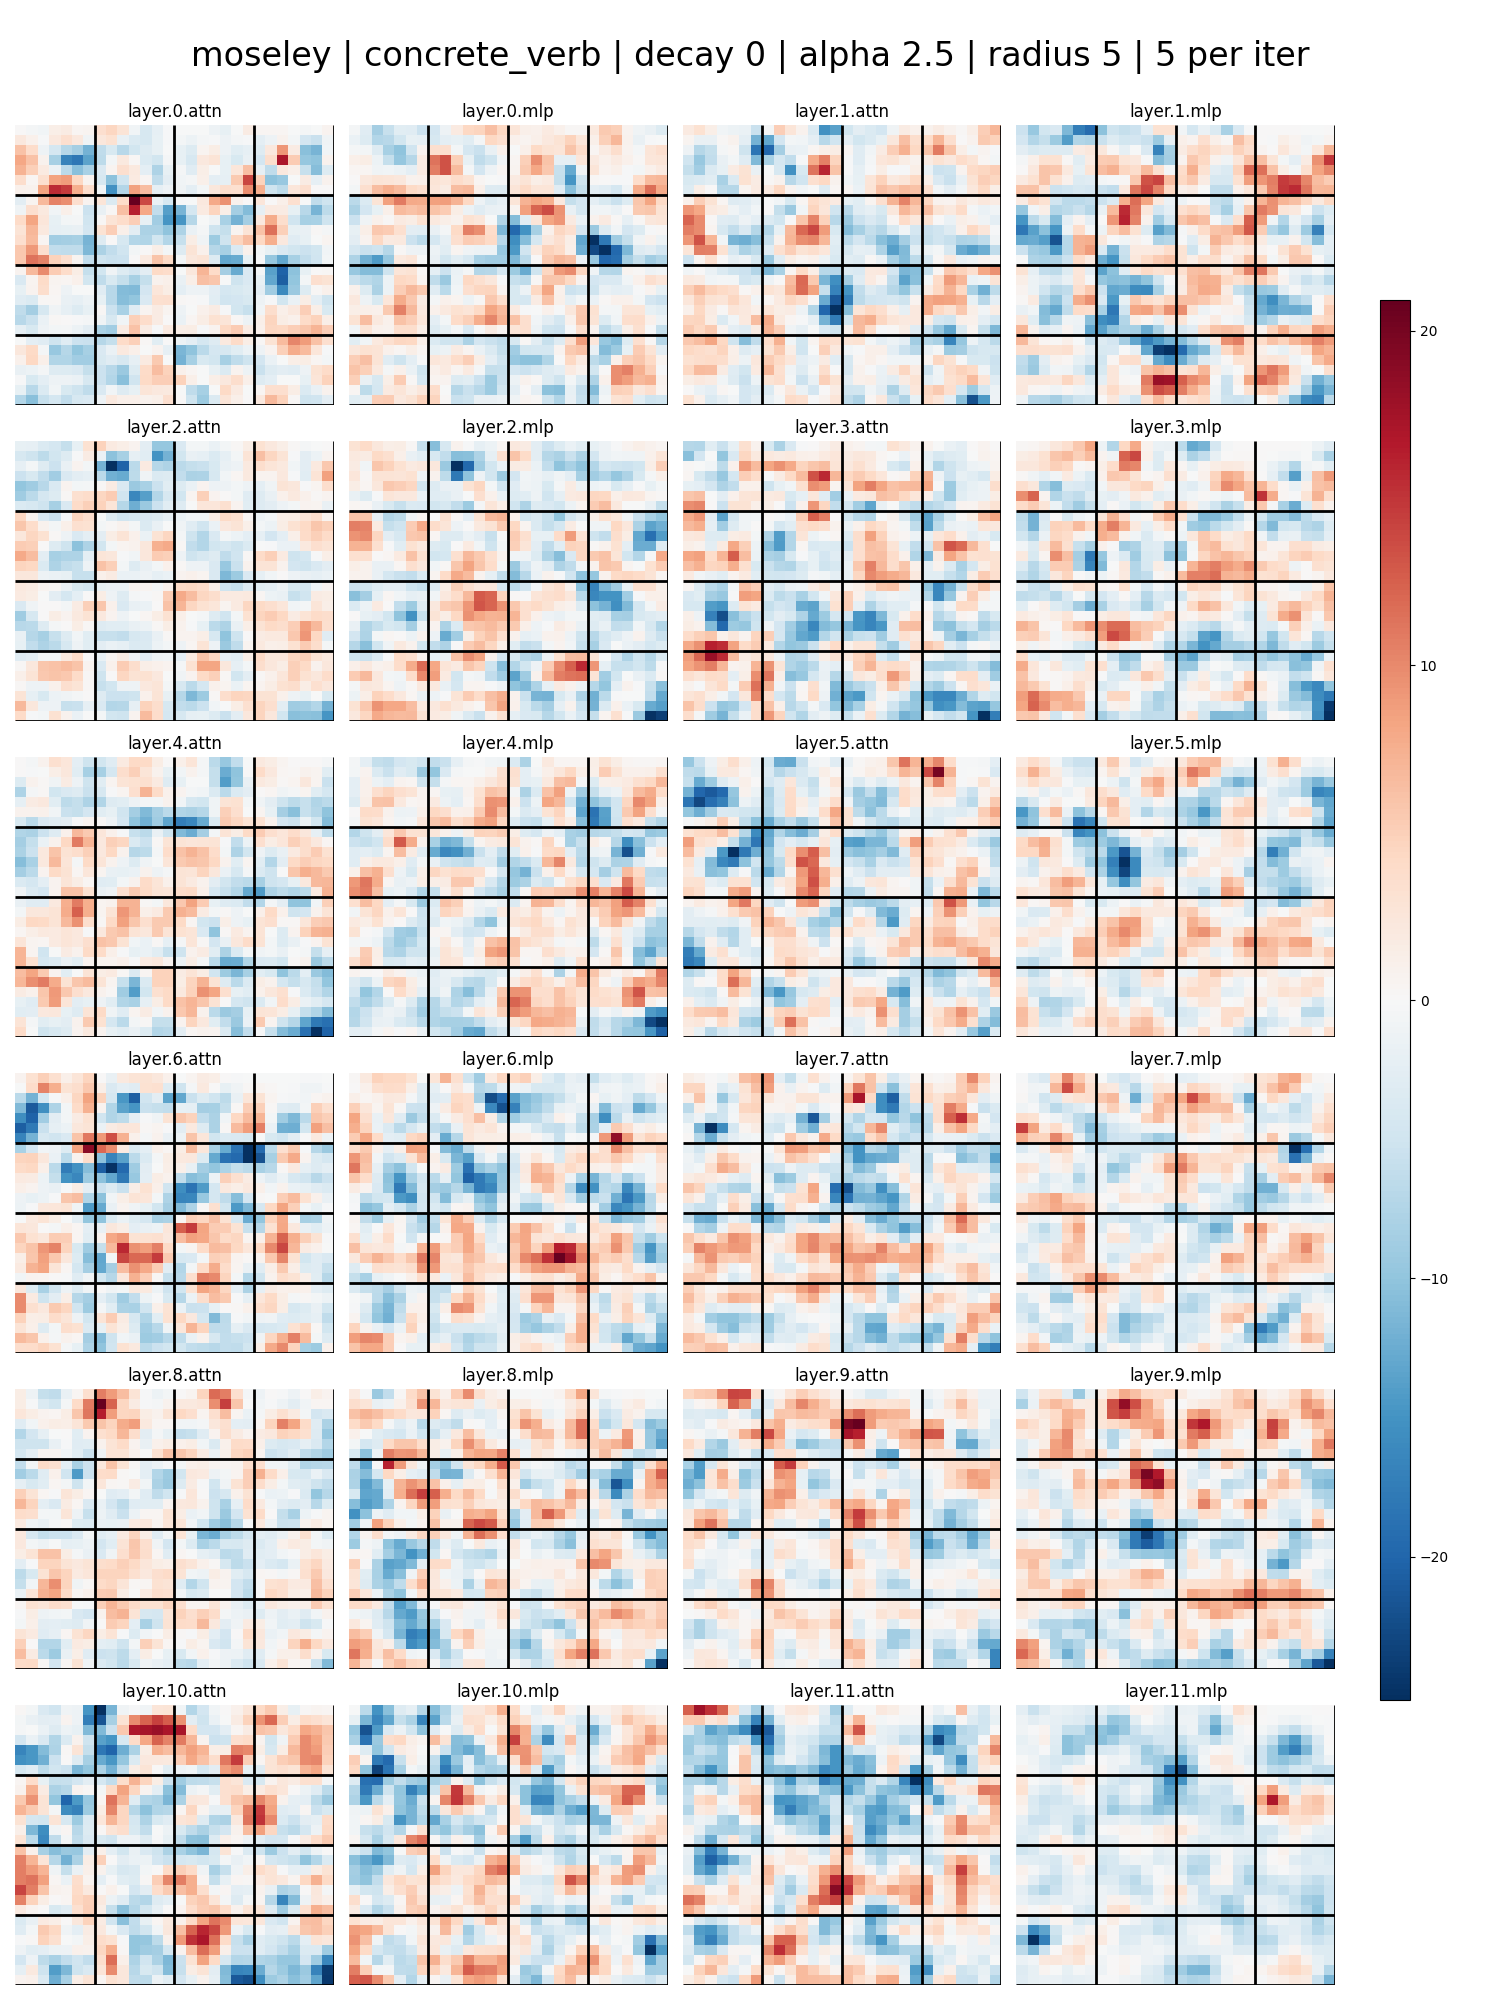 moseley | concrete_verb | decay 0 | alpha 2.5 | radius 5 | 5 per iter
layer.0.attn
layer.0.mlp
layer.1.attn
layer.1.mlp
layer.2.attn
layer.2.mlp
layer.3.attn
layer.3.mlp
layer.4.attn
layer.4.mlp
layer.5.attn
layer.5.mlp
layer.6.attn
layer.6.mlp
layer.7.attn
layer.7.mlp
layer.8.attn
layer.8.mlp
layer.9.attn
layer.9.mlp
layer.10.attn
layer.10.mlp
layer.11.attn
layer.11.mlp
20
10
0
−10
−20